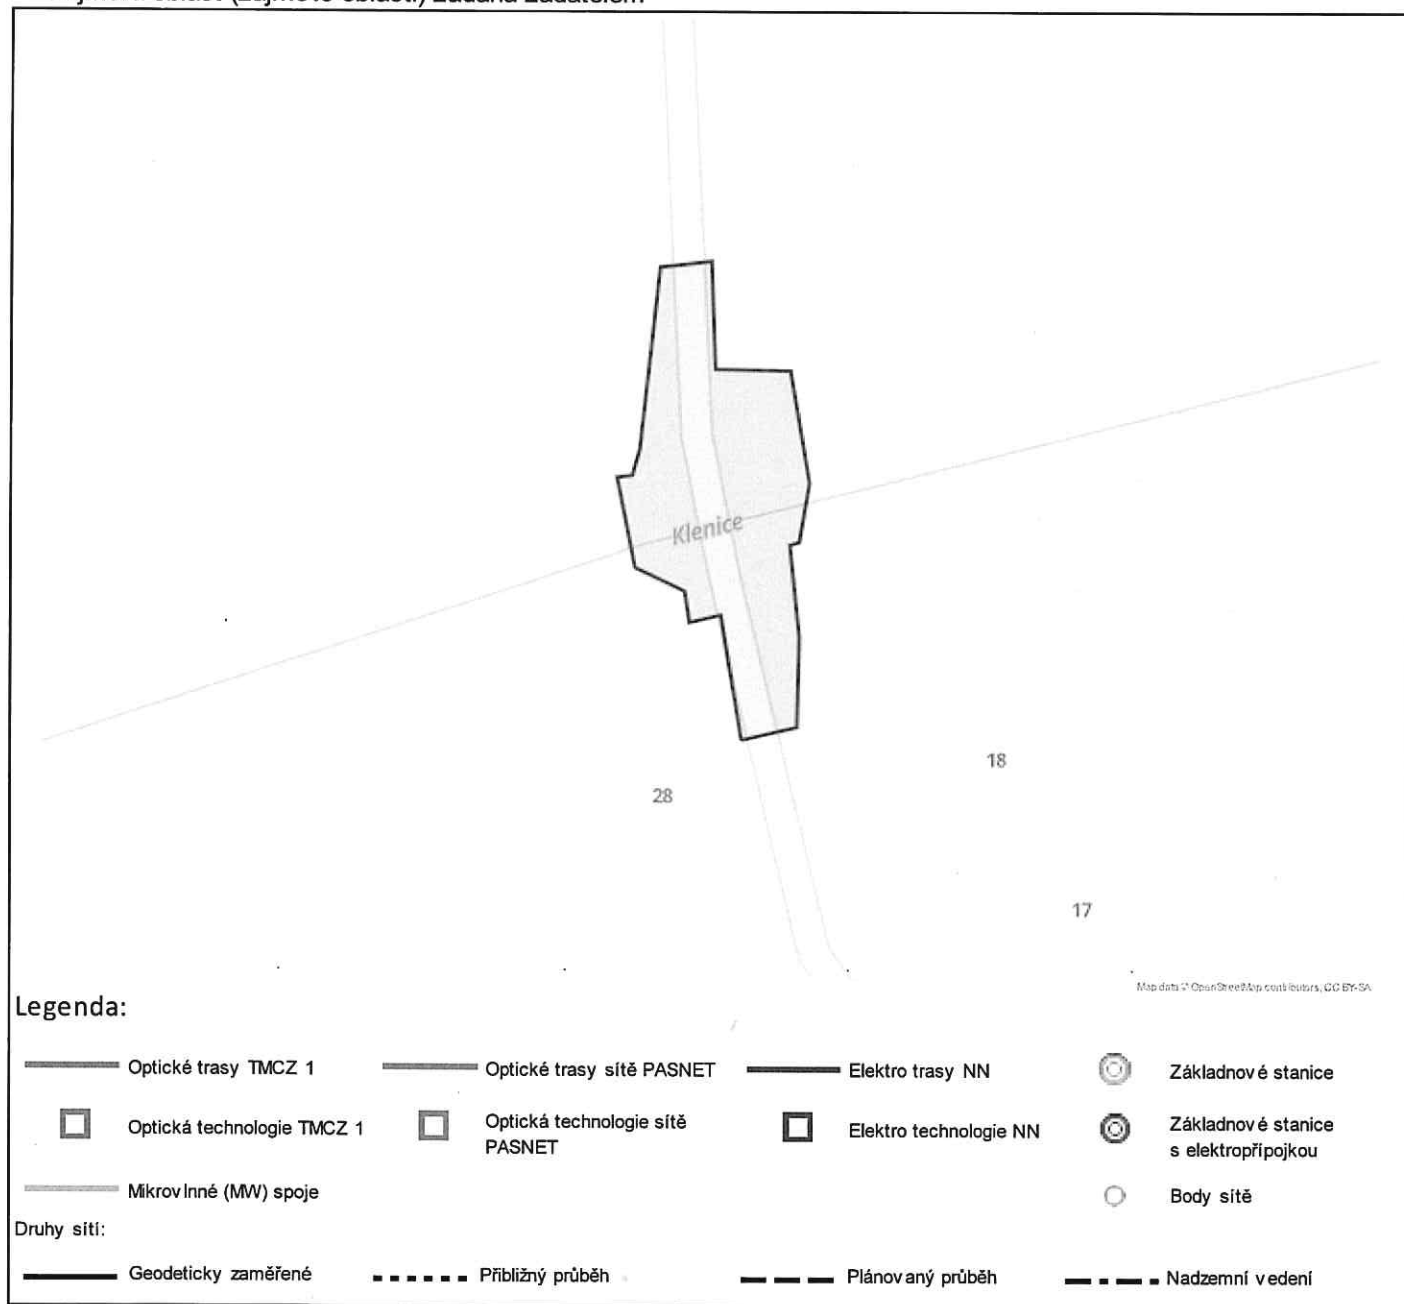 Klenice
18
28
17
Map data © OpenStreetMap contributors, CC BY-SA
Legenda:
Optické trasy TMCZ 1
Optické trasy sítě PASNET
Elektro trasy NN
Základnové stanice
Optická technologie TMCZ 1
Optická technologie sítě
PASNET
Elektro technologie NN
Základnové stanice
s elektropřípojkou
Mikrovlnné (MW) spoje
Body sítě
Druhy sítí:
Geodeticky zaměřené
Přibližný průběh
Plánovaný průběh
Nadzemní vedení